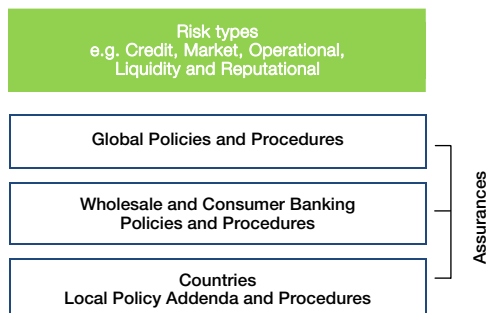 Risk types
e.g. Credit, Market, Operational,
Liquidity and Reputational
Global Policies and Procedures
Wholesale and Consumer Banking
Policies and Procedures
Countries
Local Policy Addenda and Procedures
Assurances